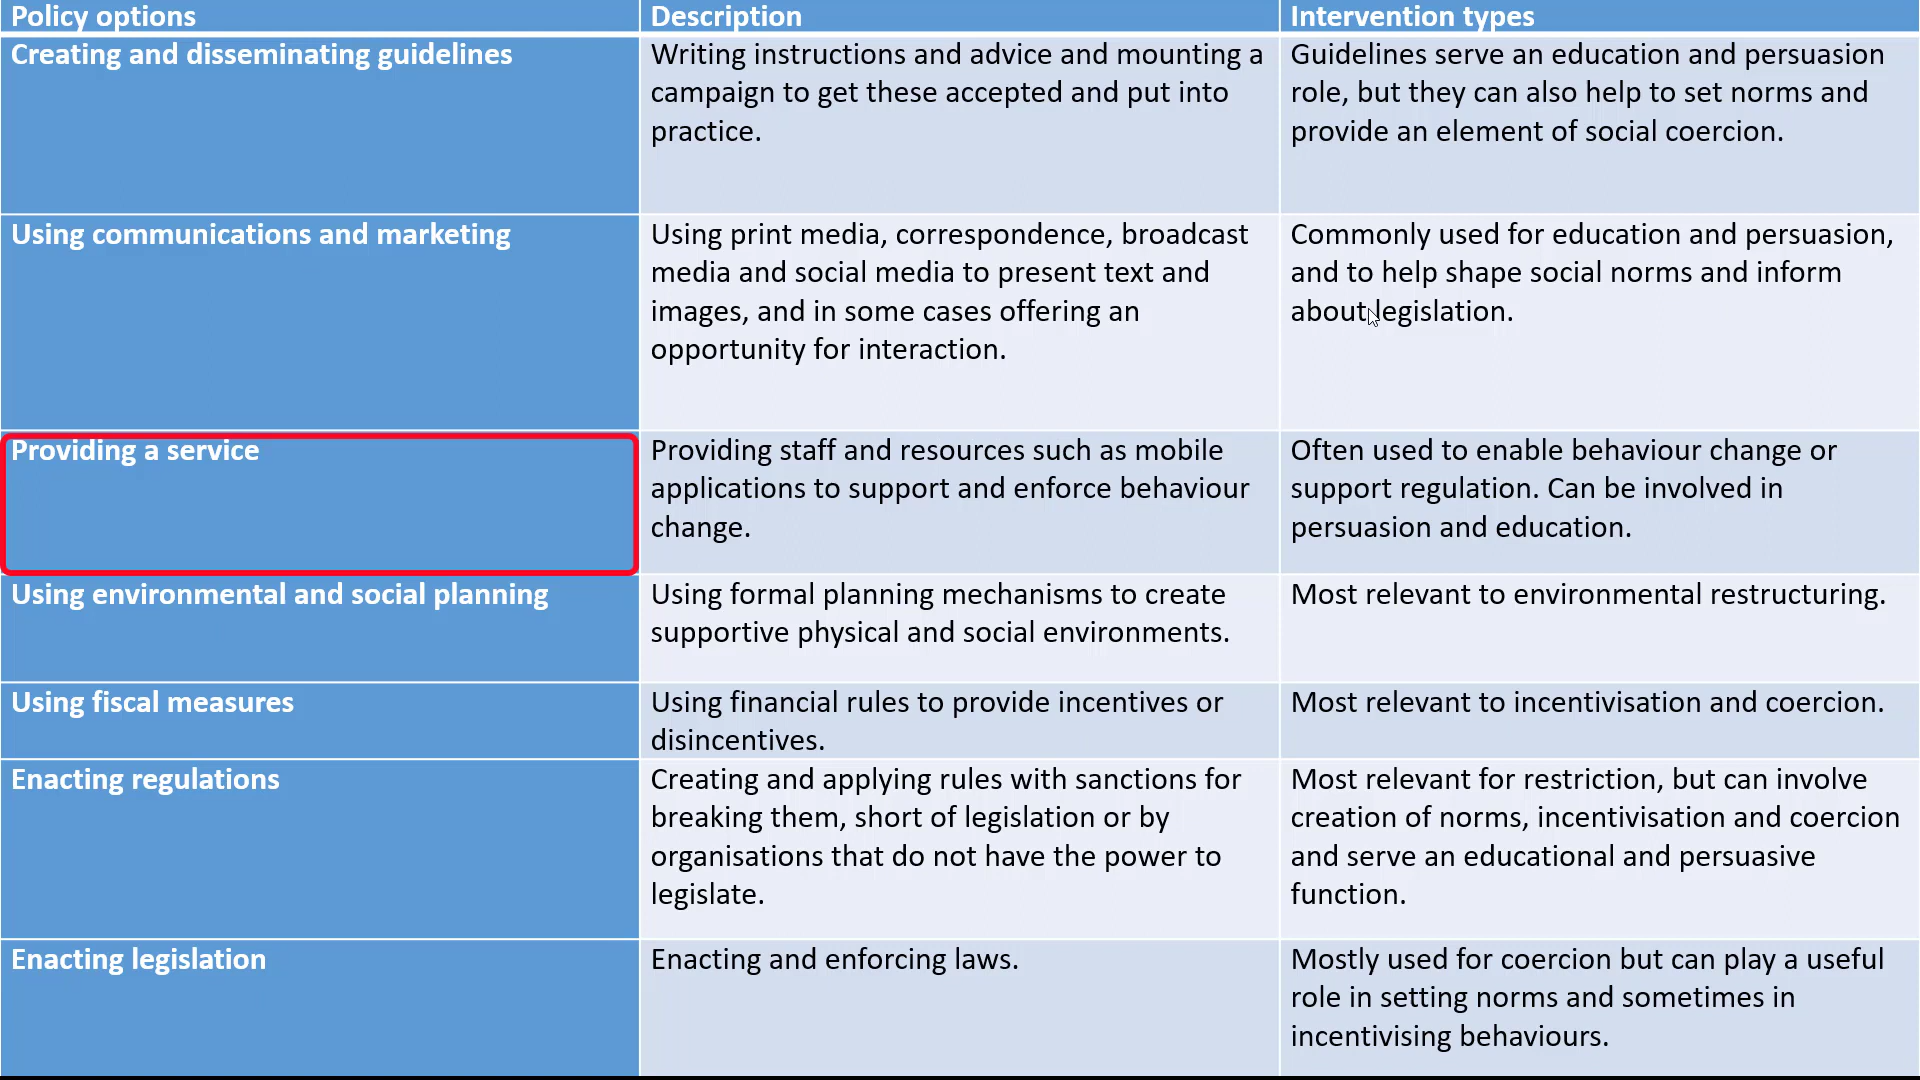 Policy options
Description
Intervention types
Creating and disseminating guidelines
Writing instructions and advice and mounting a
campaign to get these accepted and put into
practice.
Guidelines serve an education and persuasion
role, but they can also help to set norms and
provide an element of social coercion.
Using communications and marketing
Using print media, correspondence, broadcast
media and social media to present text and
images, and in some cases offering an
opportunity for interaction.
Commonly used for education and persuasion,
and to help shape social norms and inform
about legislation.
Providing a service
Providing staff and resources such as mobile
applications to support and enforce behaviour
change.
Often used to enable behaviour change or
support regulation. Can be involved in
persuasion and education.
Using environmental and social planning
Using formal planning mechanisms to create
supportive physical and social environments.
Most relevant to environmental restructuring.
Using fiscal measures
Using financial rules to provide incentives or
disincentives.
Most relevant to incentivisation and coercion.
Enacting regulations
Creating and applying rules with sanctions for
breaking them, short of legislation or by
organisations that do not have the power to
legislate.
Most relevant for restriction, but can involve
creation of norms, incentivisation and coercion
and serve an educational and persuasive
function.
Enacting legislation
Enacting and enforcing laws.
Mostly used for coercion but can play a useful
role in setting norms and sometimes in
incentivising behaviours.